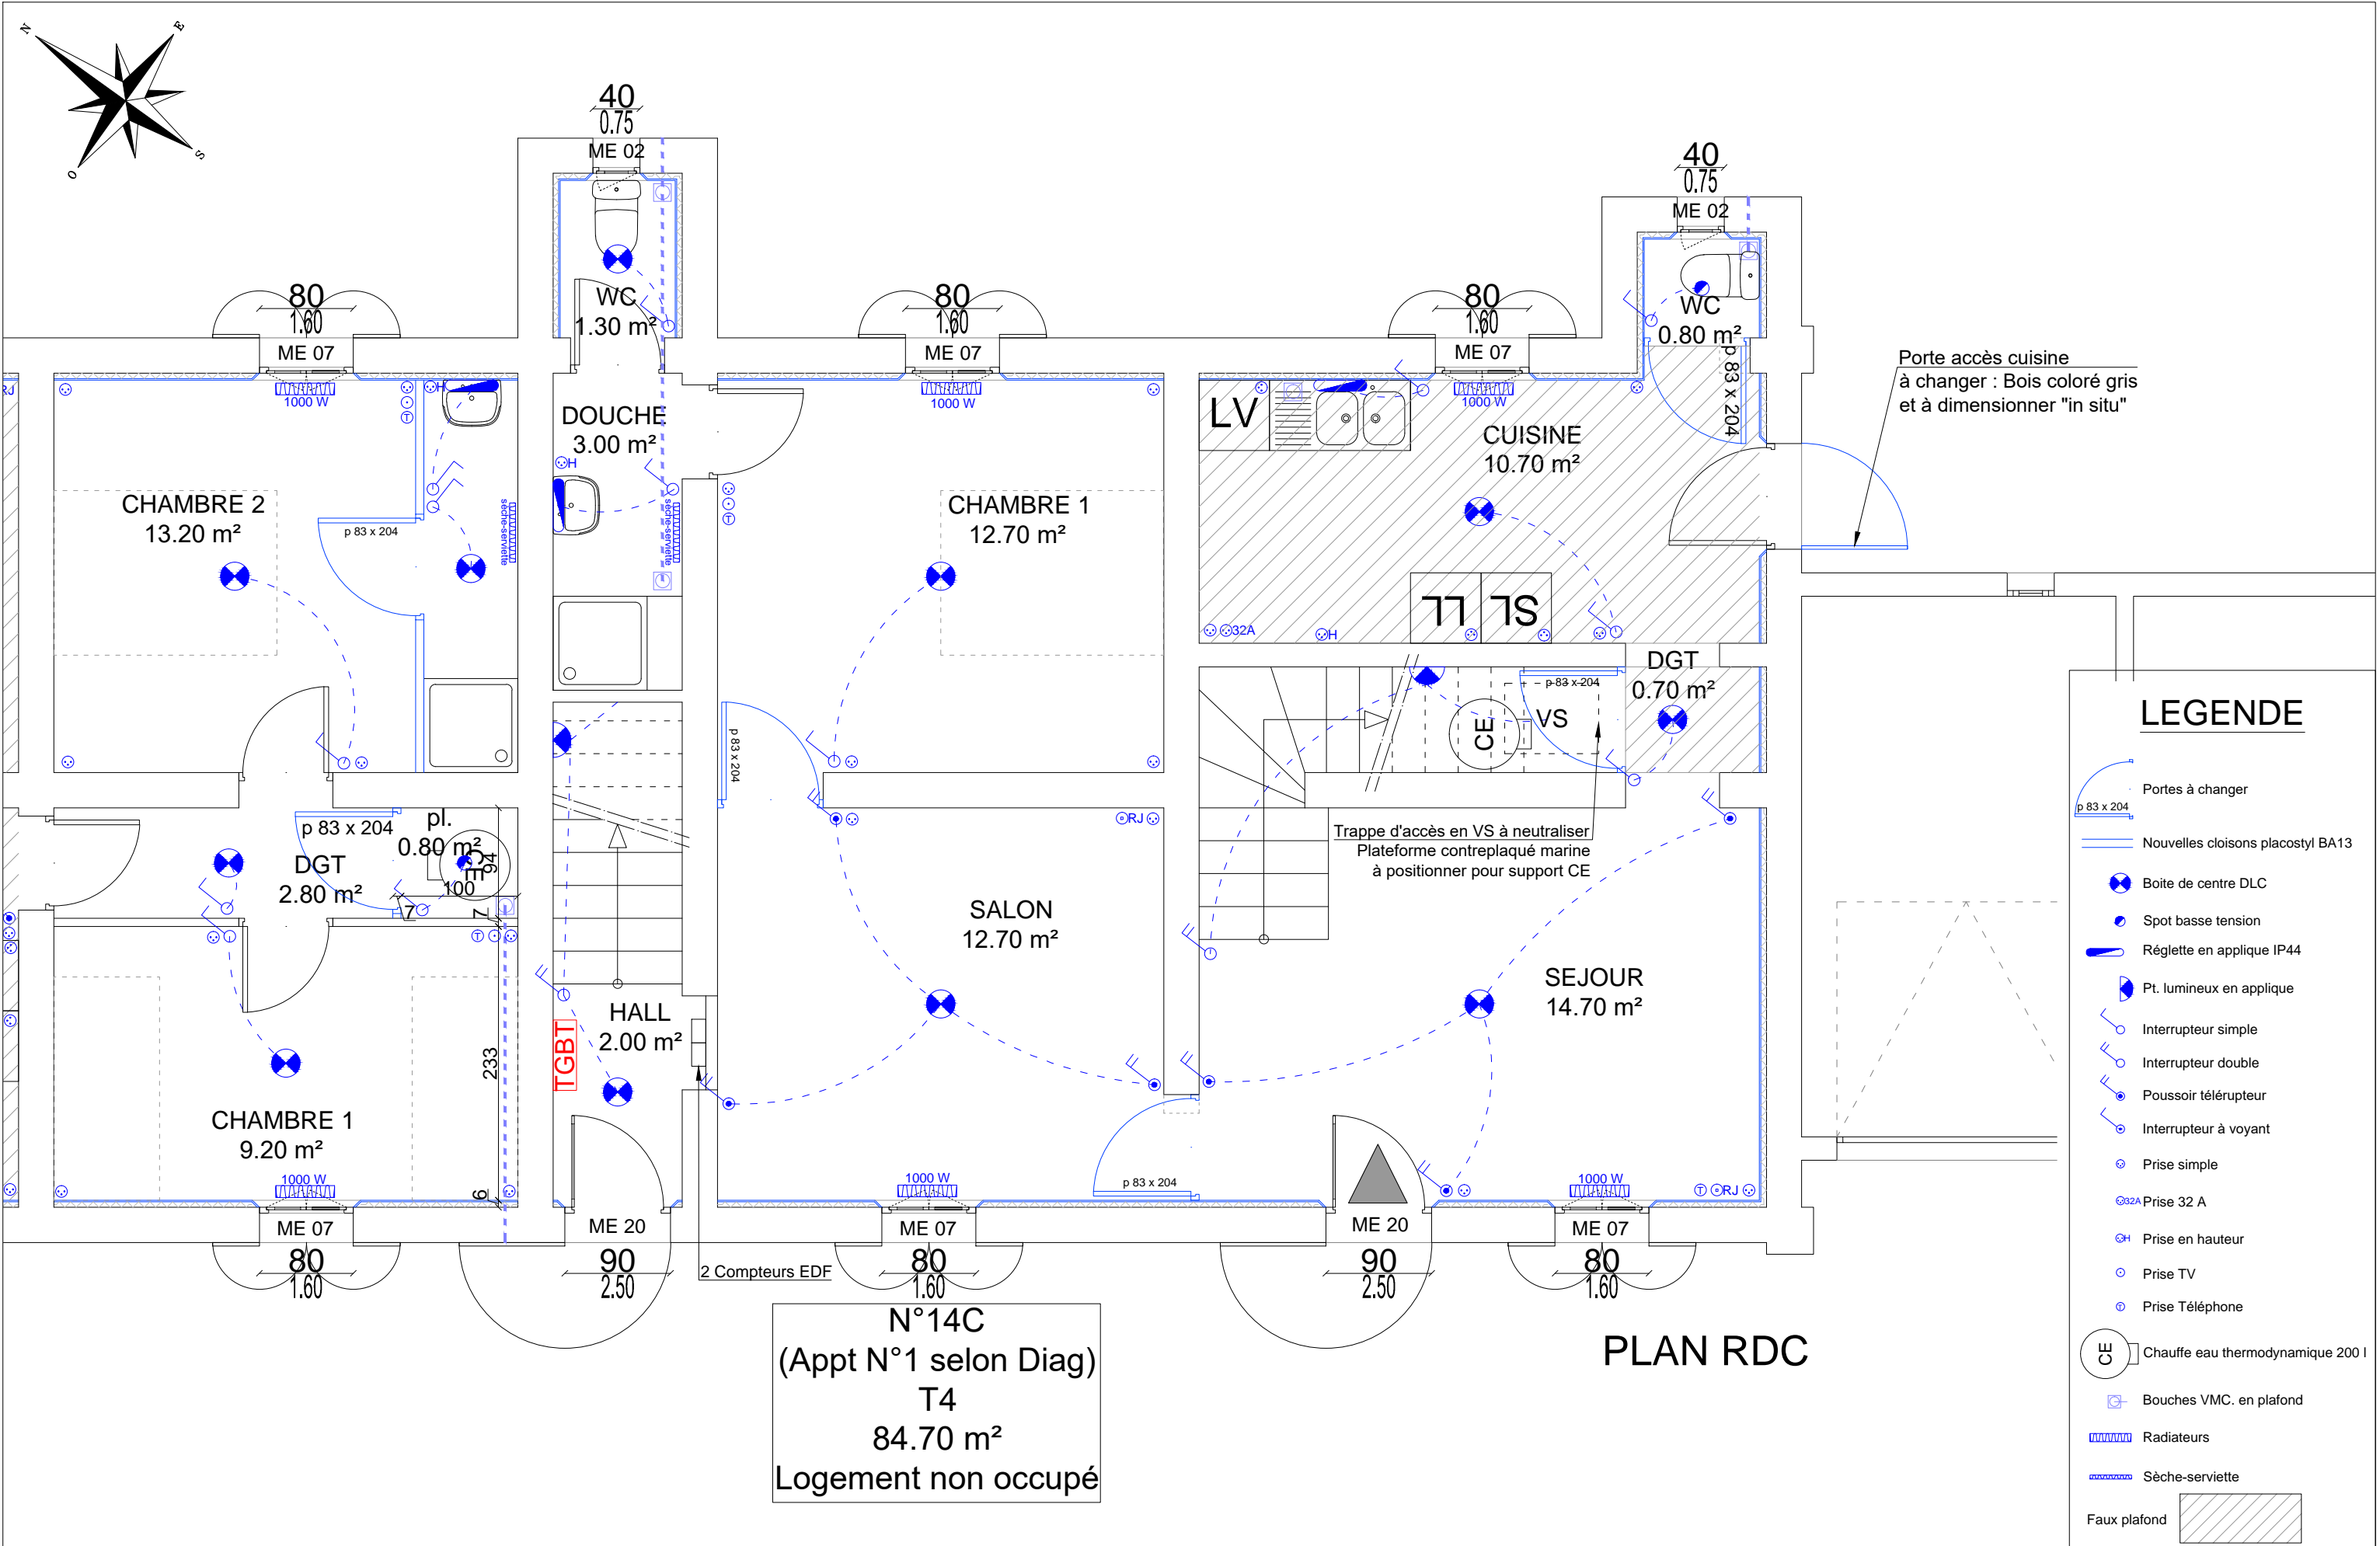 N
E
S
O
40
0.75
ME 02
40
0.75
ME 02
80
1.60
ME 07
80
1.60
ME 07
80
1.60
ME 07
WC
1.30 m²
WC
0.80 m²
p 83 x 204
Porte accès cuisine
à changer : Bois coloré gris
et à dimensionner "in situ"
RJ
1000 W
H
T
DOUCHE
3.00 m²
H
1000 W
LV
1000 W
CUISINE
10.70 m²
CHAMBRE 2
13.20 m²
p 83 x 204
sèche-serviette
sèche-serviette
T
CHAMBRE 1
12.70 m²
32A
H
LL
SL
DGT
0.70 m²
p 83 x 204
CE
VS
p 83 x 204
Trappe d'accès en VS à neutraliser
Plateforme contreplaqué marine
à positionner pour support CE
p 83 x 204
pl.
0.80 m²
CE
94
100
7
7
DGT
2.80 m²
T
RJ
SALON
12.70 m²
SEJOUR
14.70 m²
HALL
2.00 m²
TGBT
233
CHAMBRE 1
9.20 m²
6
1000 W
1000 W
p 83 x 204
1000 W
T
RJ
ME 07
80
1.60
ME 20
90
2.50
2 Compteurs EDF
ME 07
80
1.60
ME 20
90
2.50
ME 07
80
1.60
N°14C
(Appt N°1 selon Diag)
T4
84.70 m²
Logement non occupé
PLAN RDC
LEGENDE
p 83 x 204
Portes à changer
Nouvelles cloisons placostyl BA13
Boite de centre DLC
Spot basse tension
Réglette en applique IP44
Pt. lumineux en applique
Interrupteur simple
Interrupteur double
Poussoir télérupteur
Interrupteur à voyant
Prise simple
32A Prise 32 A
H Prise en hauteur
Prise TV
T Prise Téléphone
CE Chauffe eau thermodynamique 200 l
Bouches VMC. en plafond
Radiateurs
Sèche-serviette
Faux plafond